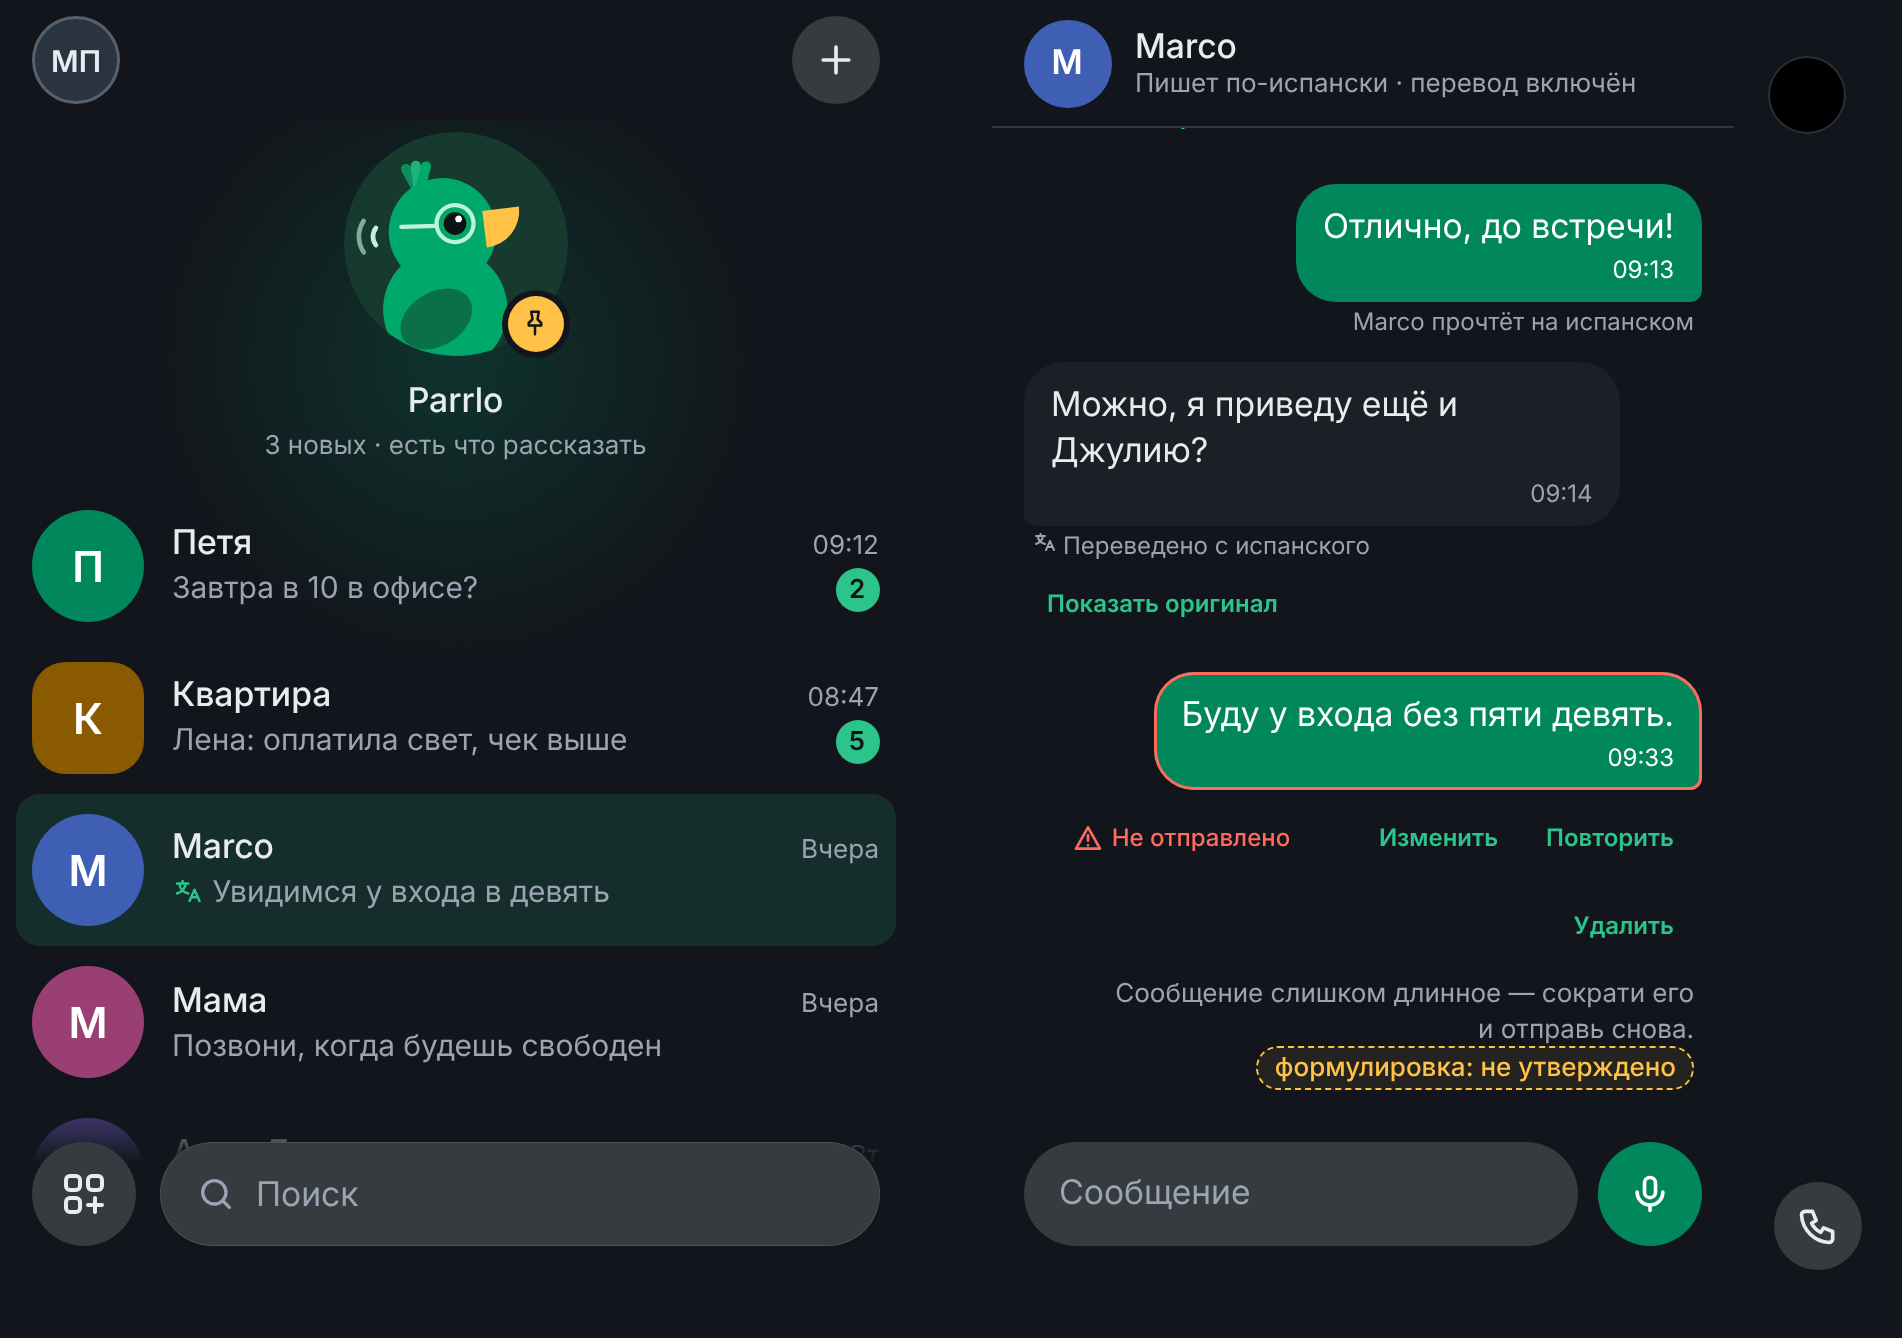 МП
Parrlo
3 новых · есть что рассказать
П
Петя
09:12
Завтра в 10 в офисе?
2
К
Квартира
08:47
Лена: оплатила свет, чек выше
5
M
Marco
Вчера
Увидимся у входа в девять
М
Мама
Вчера
Позвони, когда будешь свободен
Поиск
M
Marco
Пишет по-испански · перевод включён
Отлично, до встречи!
09:13
Marco прочтёт на испанском
Можно, я приведу ещё и
Джулию?
09:14
Переведено с испанского
Показать оригинал
Буду у входа без пяти девять.
09:33
Не отправлено
Изменить
Повторить
Удалить
Сообщение слишком длинное — сократи его
и отправь снова.
формулировка: не утверждено
Сообщение